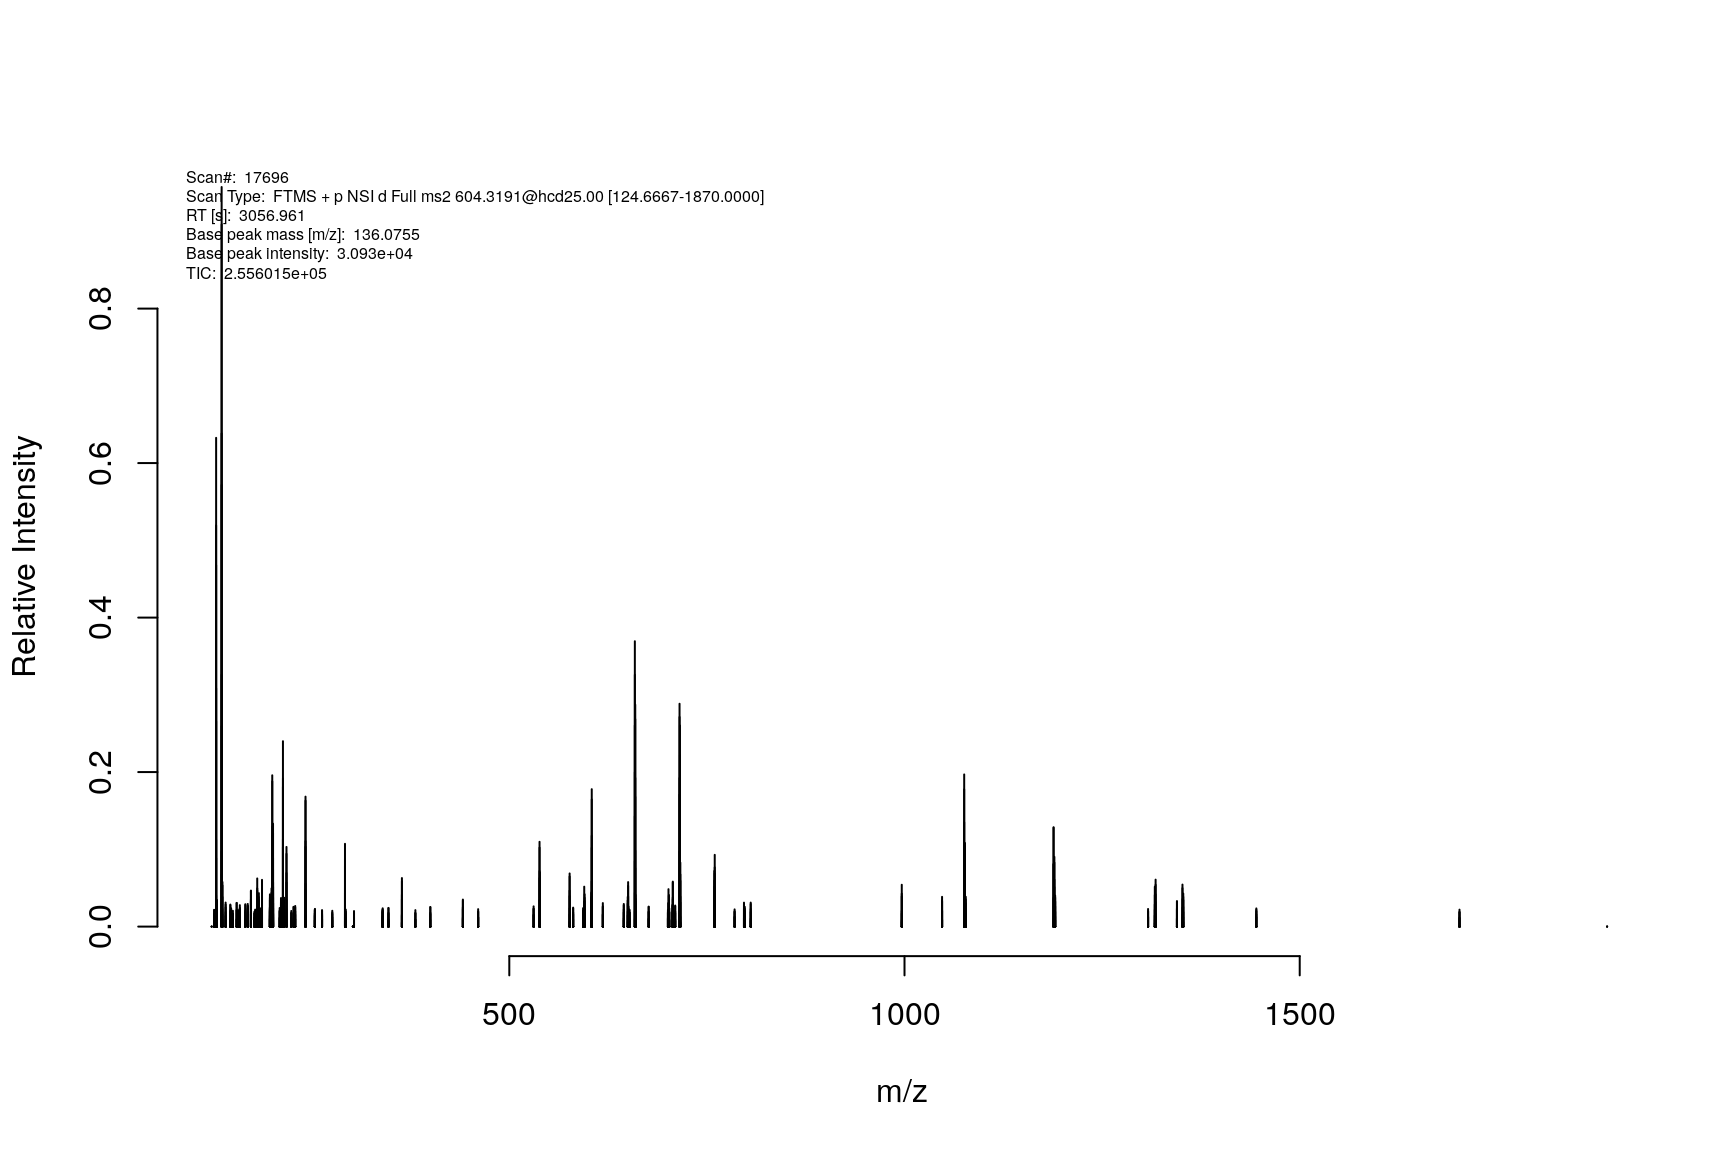 Scan#: 17696
Scan Type: FTMS + p NSI d Full ms2 604.3191@hcd25.00 [124.6667-1870.0000]
RT [s]: 3056.961
Base peak mass [m/z]: 136.0755
Base peak intensity: 3.093e+04
TIC: 2.556015e+05
0.8
0.6
0.4
0.2
0.0
Relative Intensity
500 1000 1500
m/z